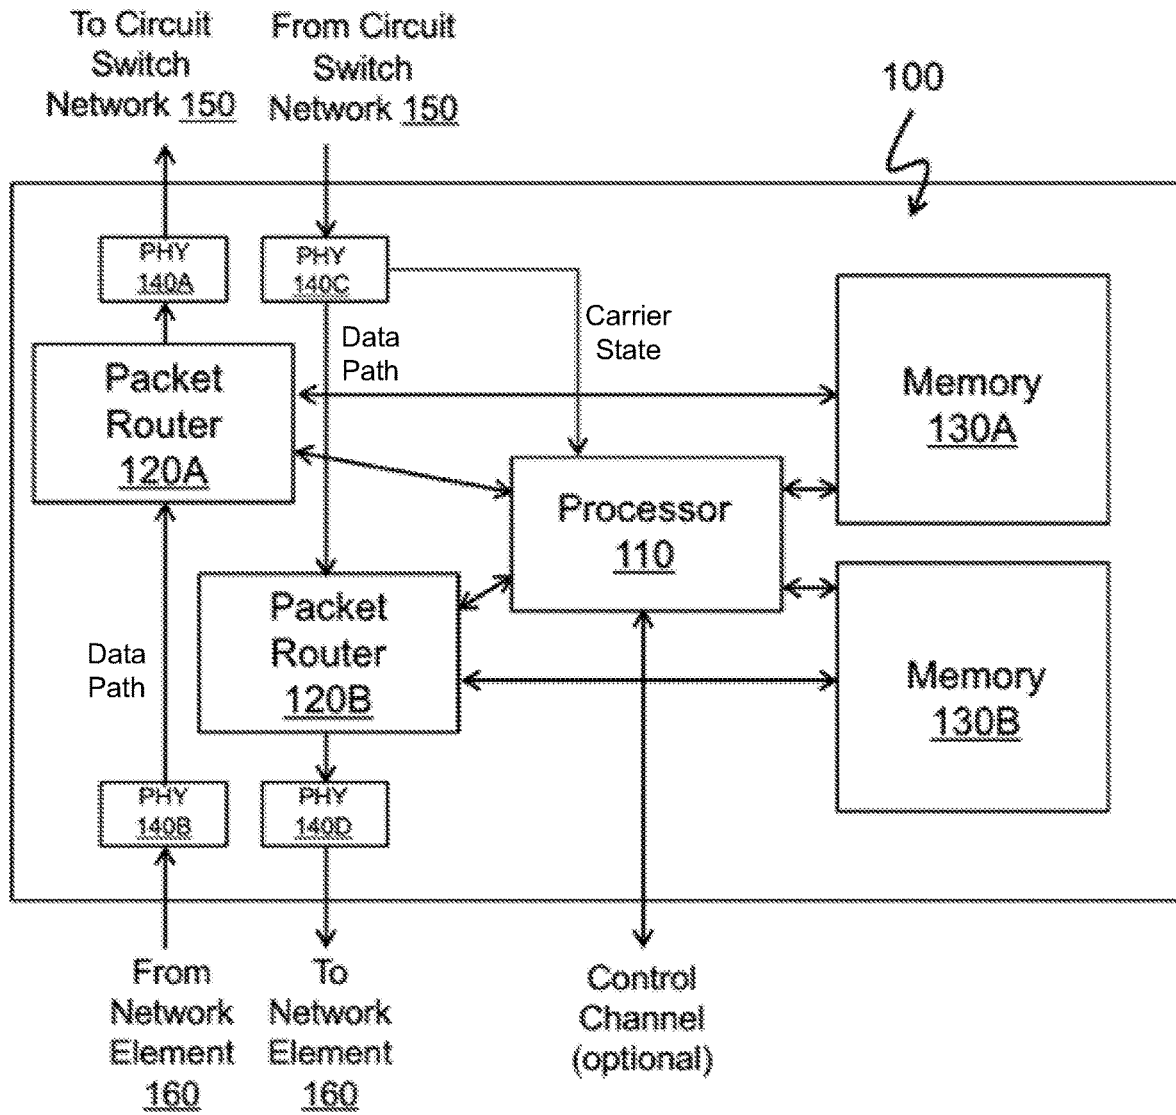 To Circuit
Switch
Network 150
From Circuit
Switch
Network 150
100
PHY
140A
PHY
140C
Data
Path
Carrier
State
Packet
Router
120A
Memory
130A
Processor
110
Packet
Router
120B
Data
Path
Memory
130B
PHY
140B
PHY
140D
From
Network
Element
160
To
Network
Element
160
Control
Channel
(optional)